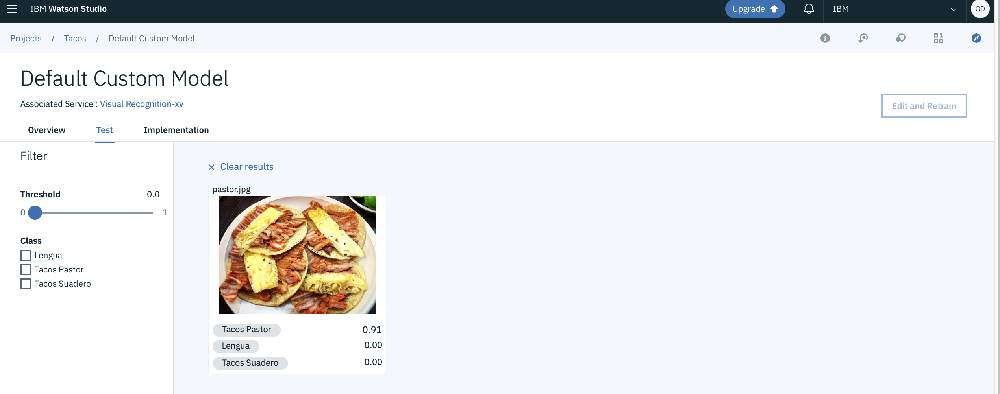 IBM Watson Studio
Upgrade
IBM
OD
Projects / Tacos / Default Custom Model
Default Custom Model
Associated Service : Visual Recognition-xv
Edit and Retrain
Overview Test Implementation
Filter
Threshold 0.0
0 1
Class
Lengua
Tacos Pastor
Tacos Suadero
× Clear results
pastor.jpg
Tacos Pastor 0.91
Lengua 0.00
Tacos Suadero 0.00